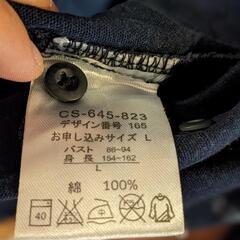 CS-645-823
デザイン番号 165
お申し込みサイズ L
バスト 86-94
身長 154-162
L
綿 100%
40